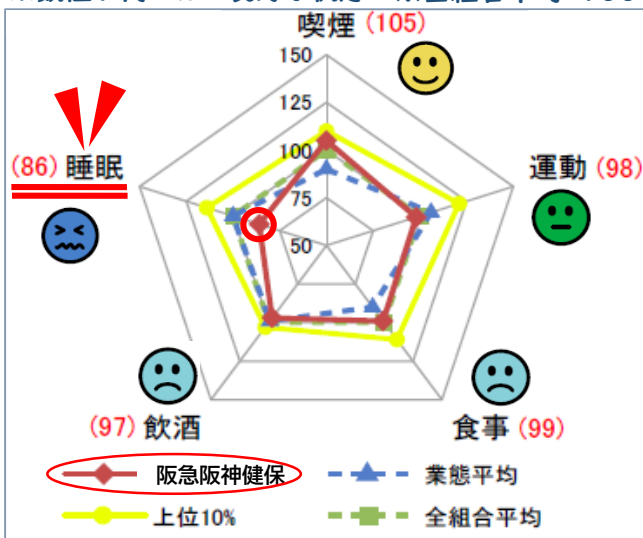 喫煙 (105)
150
125
100
75
50
(86) 睡眠
運動 (98)
(97) 飲酒
食事 (99)
阪急阪神健保
業態平均
上位10%
全組合平均